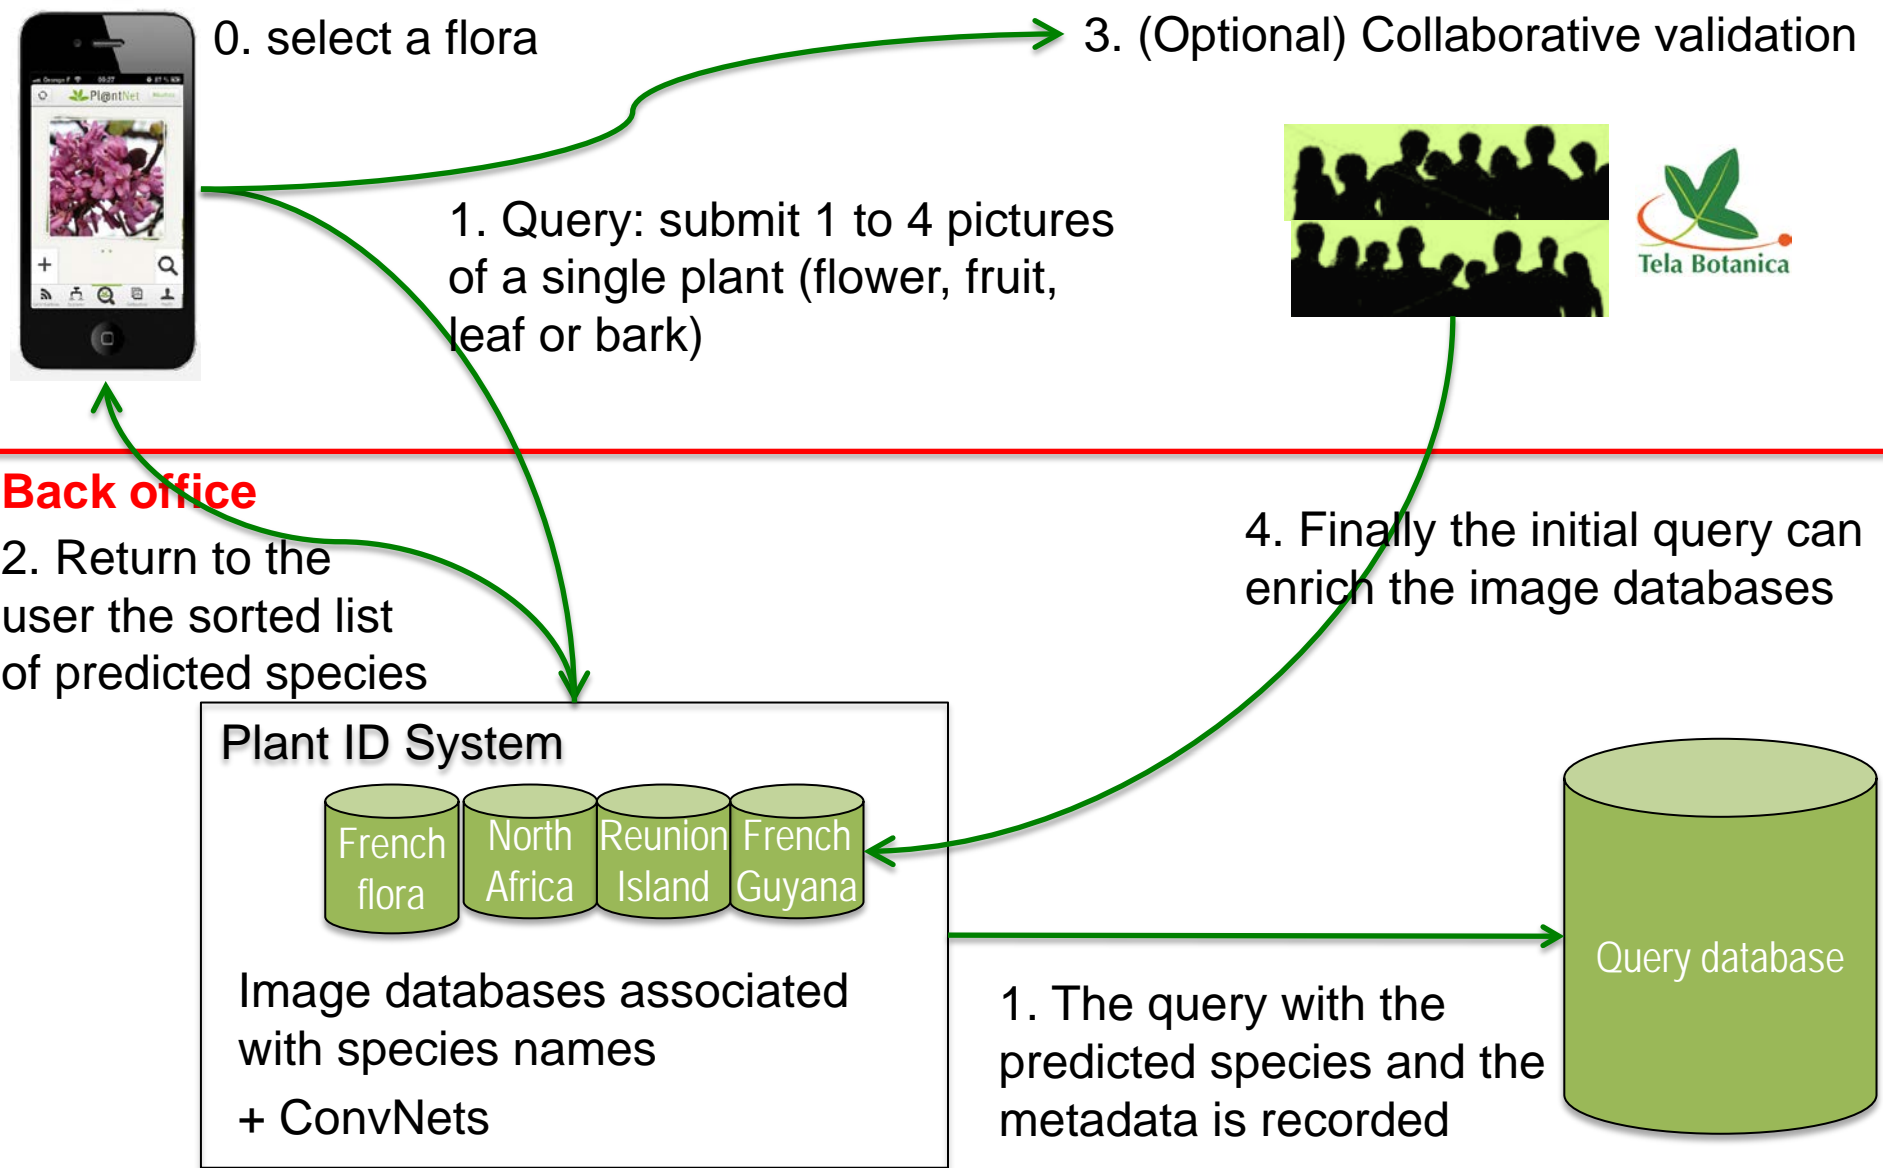 0. select a flora
3. (Optional) Collaborative validation
09:27
Pl@ntNet
1. Query: submit 1 to 4 pictures
of a single plant (flower, fruit,
leaf or bark)
Tela Botanica
Back office
2. Return to the
user the sorted list
of predicted species
4. Finally the initial query can
enrich the image databases
Plant ID System
French
flora
North
Africa
Reunion
Island
French
Guyana
Image databases associated
with species names
+ ConvNets
1. The query with the
predicted species and the
metadata is recorded
Query database